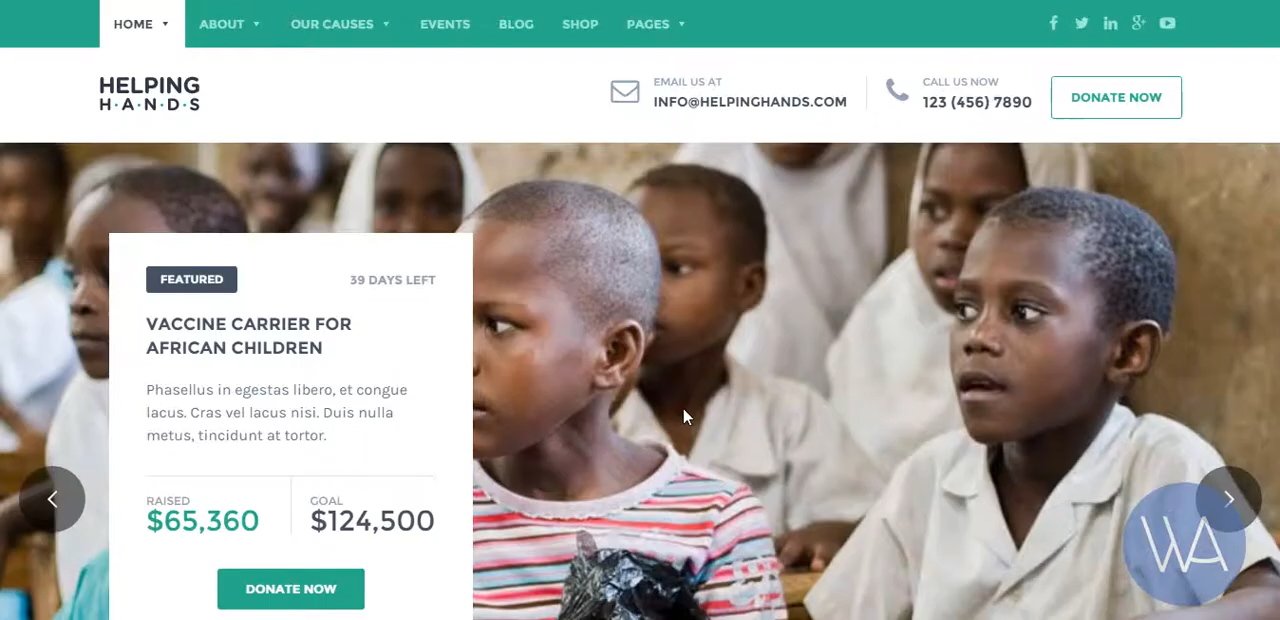 HOME ABOUT OUR CAUSES EVENTS BLOG SHOP PAGES
HELPING
H·A·N·D·S
EMAIL US AT
INFO@HELPINGHANDS.COM
CALL US NOW
123 (456) 7890
DONATE NOW
FEATURED
39 DAYS LEFT
VACCINE CARRIER FOR
AFRICAN CHILDREN
Phasellus in egestas libero, et congue
lacus. Cras vel lacus nisi. Duis nulla
metus, tincidunt at tortor.
RAISED
$65,360
GOAL
$124,500
DONATE NOW
WA